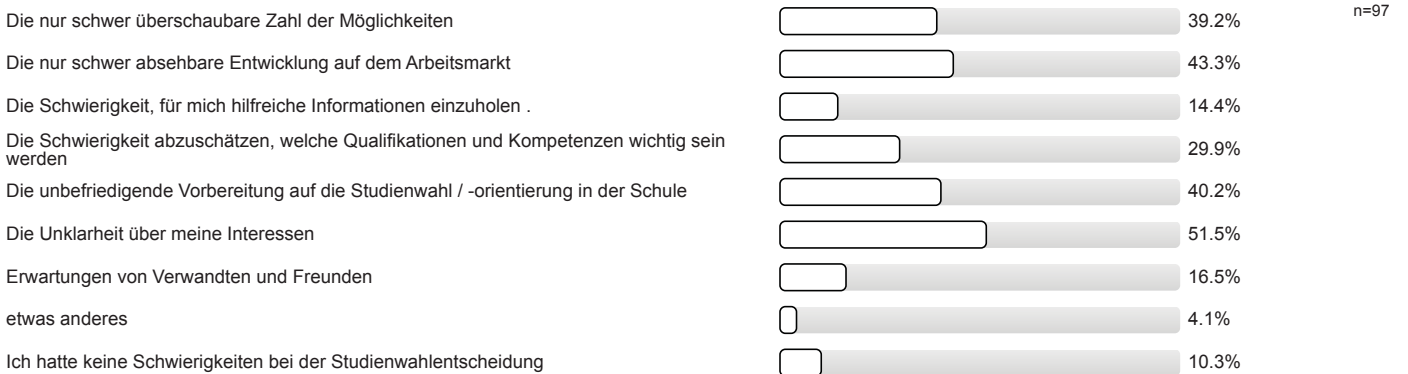 Die nur schwer überschaubare Zahl der Möglichkeiten 39.2% n=97
Die nur schwer absehbare Entwicklung auf dem Arbeitsmarkt 43.3%
Die Schwierigkeit, für mich hilfreiche Informationen einzuholen . 14.4%
Die Schwierigkeit abzuschätzen, welche Qualifikationen und Kompetenzen wichtig sein
werden 29.9%
Die unbefriedigende Vorbereitung auf die Studienwahl / -orientierung in der Schule 40.2%
Die Unklarheit über meine Interessen 51.5%
Erwartungen von Verwandten und Freunden 16.5%
etwas anderes 4.1%
Ich hatte keine Schwierigkeiten bei der Studienwahlentscheidung 10.3%